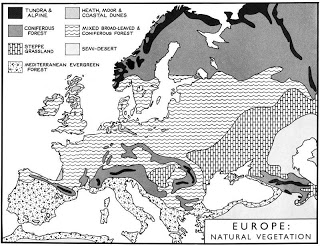 TUNDRA &
ALPINE
CONIFEROUS
FOREST
STEPPE
GRASSLAND
MEDITERRANEAN EVERGREEN
FOREST
HEATH, MOOR &
COASTAL DUNES
MIXED BROAD-LEAVED &
CONIFEROUS FOREST
SEMI-DESERT
EUROPE:
NATURAL VEGETATION